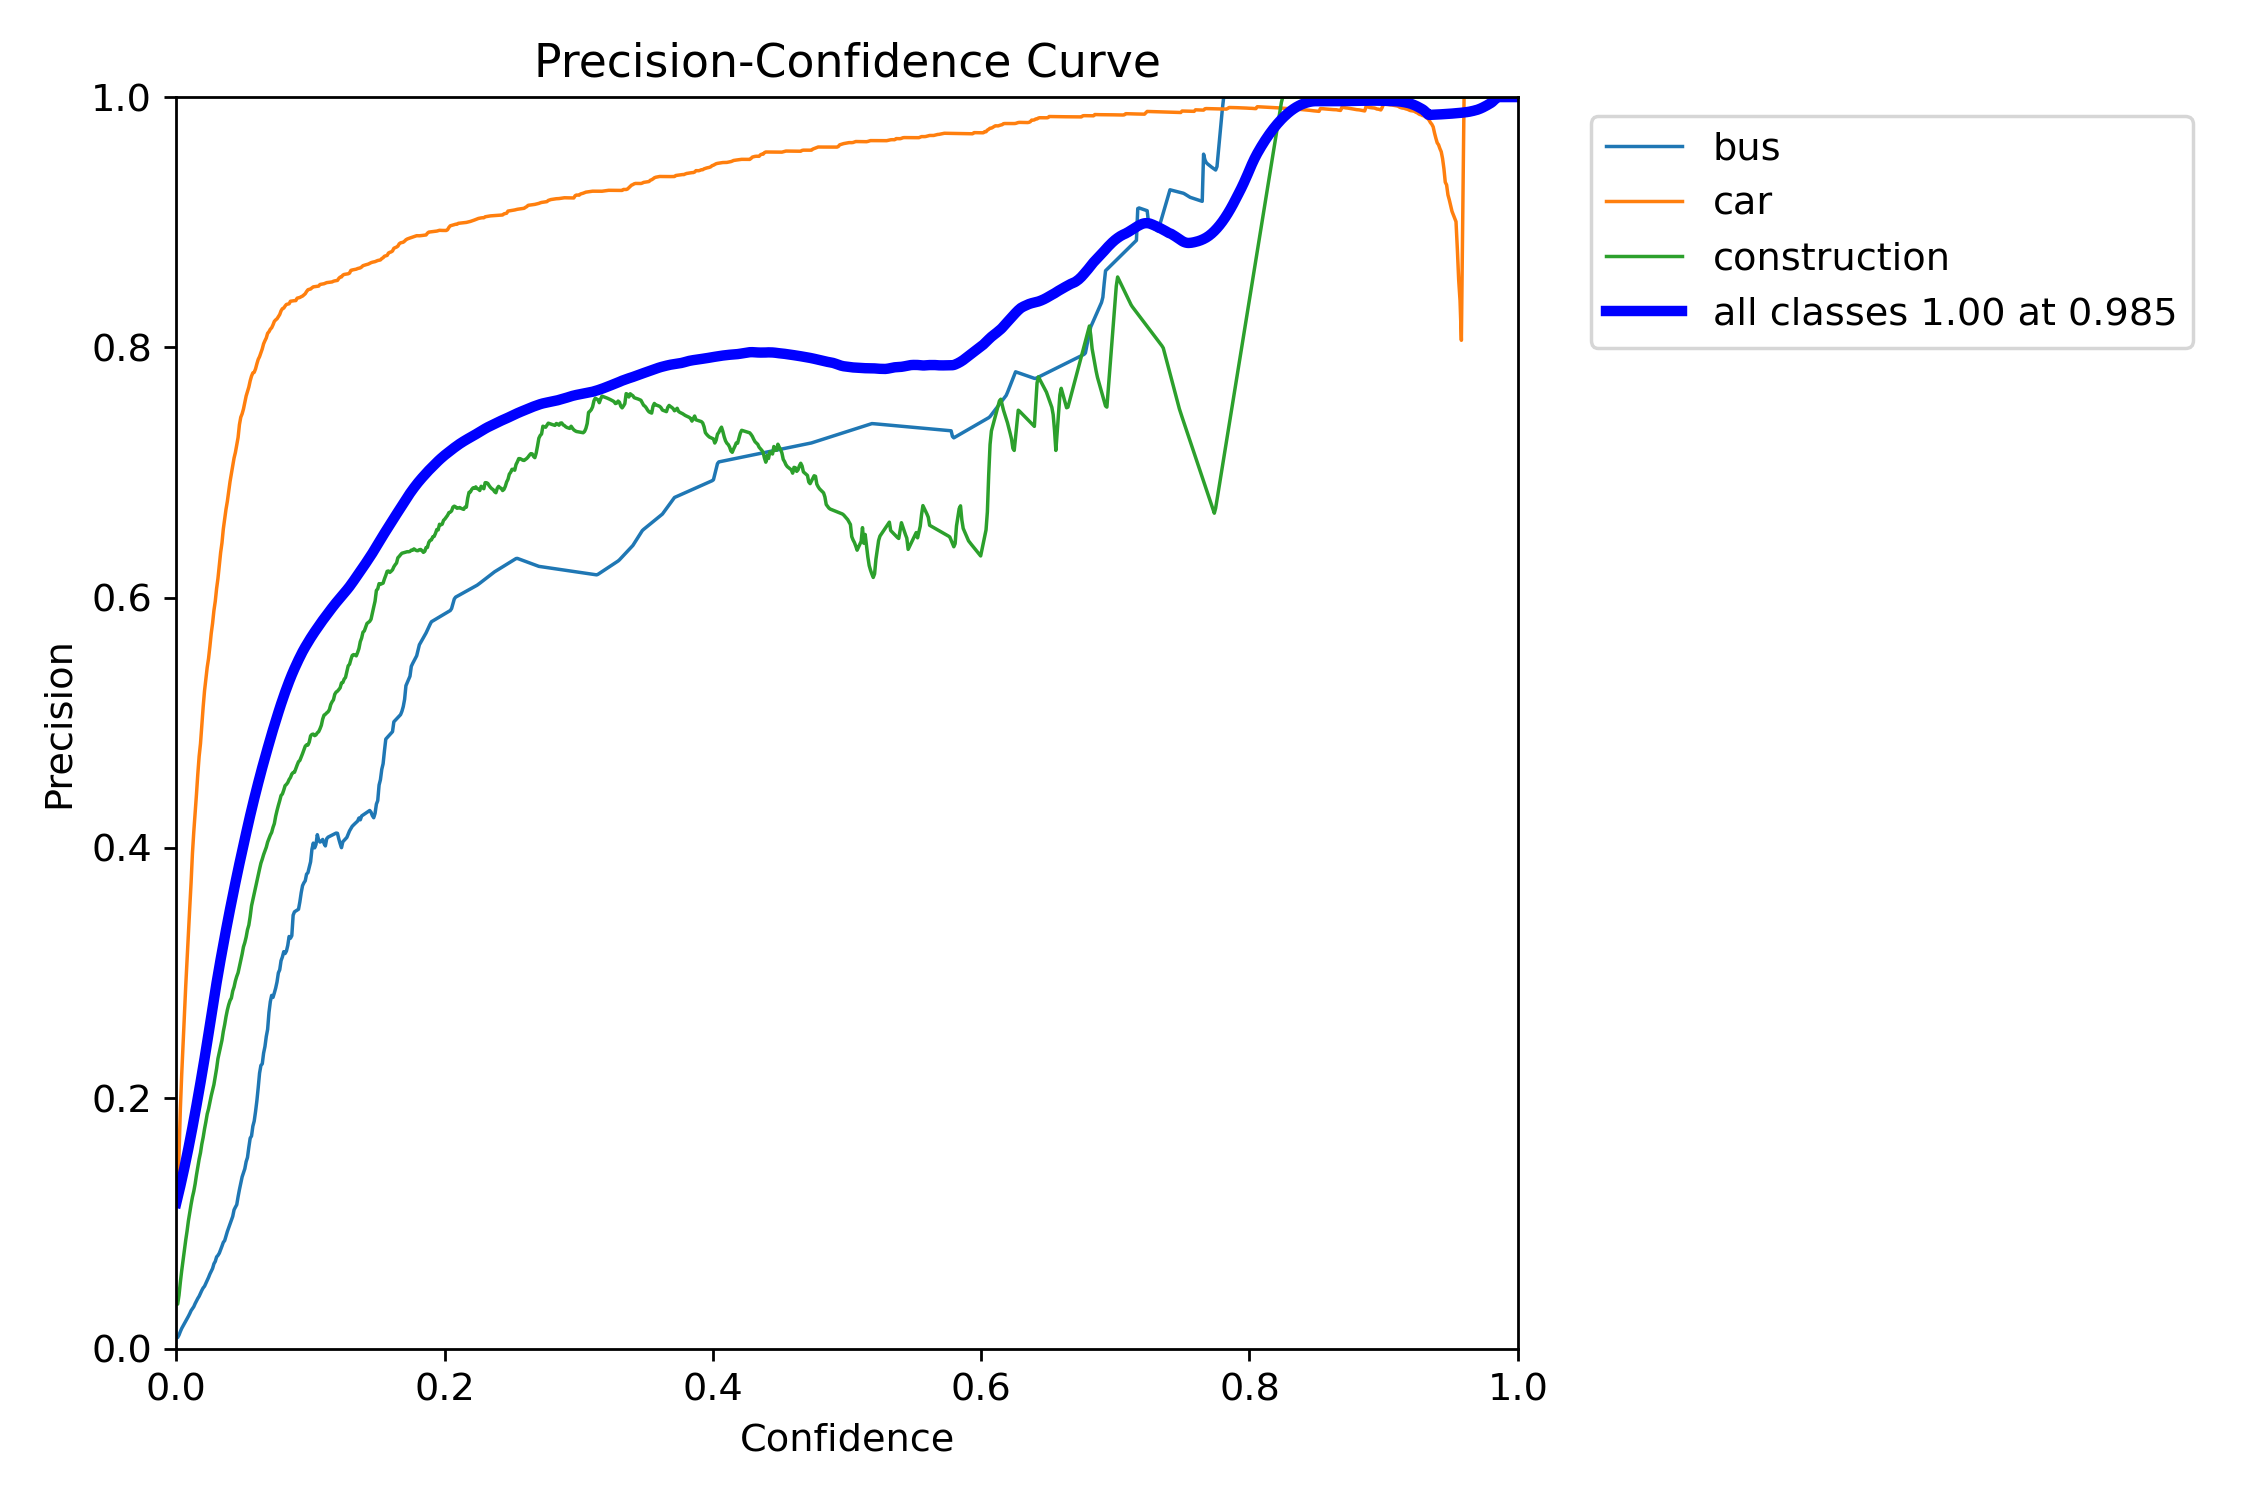 Precision-Confidence Curve
1.0
0.8
0.6
0.4
0.2
0.0
Precision
0.0 0.2 0.4 0.6 0.8 1.0
Confidence
bus
car
construction
all classes 1.00 at 0.985